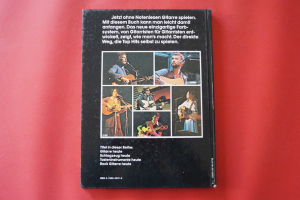 Jetzt ohne Notenlesen Gitarre spielen.
Mit diesem Buch kann man leicht damit
anfangen. Das neue einzigartige Part-
system, von Gitarristen für Gitarristen ent-
wickelt, zeigt, wie man's macht. Der direkte
Weg, die Top Hits selbst zu spielen.
Titel in dieser Reihe:
Gitarre heute
Schlagzeug heute
Tasteninstrumente heute
Rock Gitarre heute